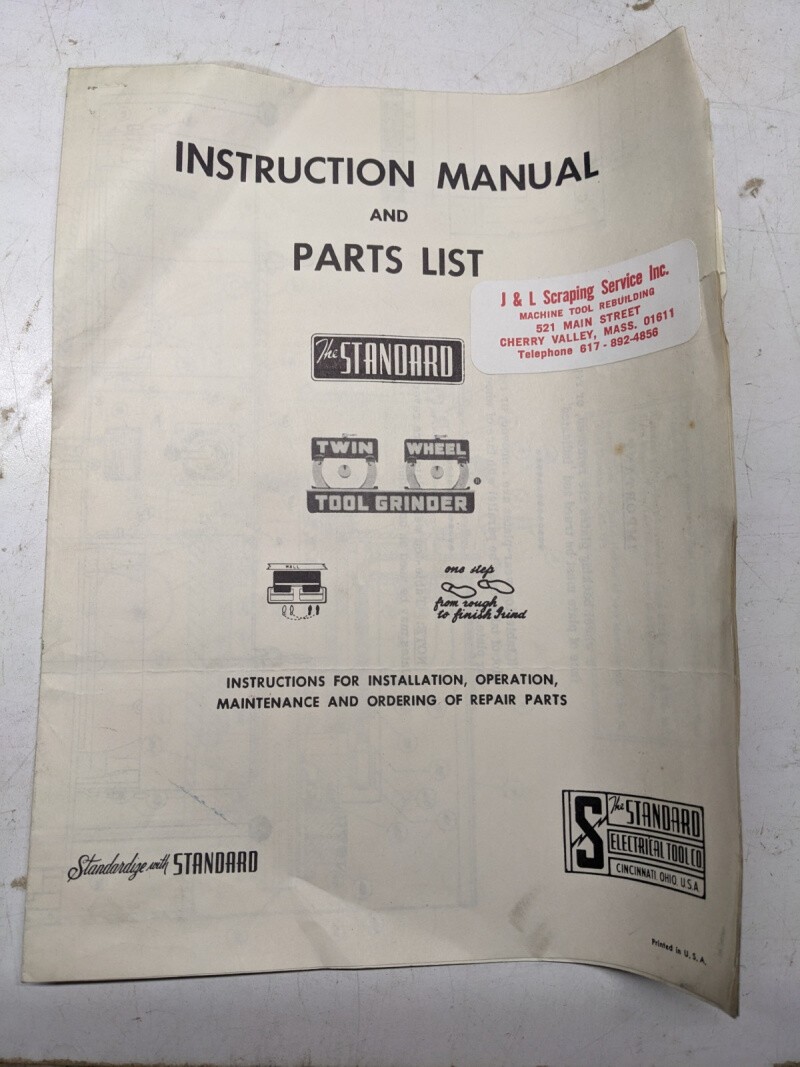 INSTRUCTION MANUAL
AND
PARTS LIST
J & L Scraping Service Inc.
MACHINE TOOL REBUILDING
521 MAIN STREET
CHERRY VALLEY, MASS. 01611
Telephone 617 - 892-4856
The STANDARD
TWIN WHEEL
TOOL GRINDER ®
WALL
one step
from rough
to finish Grind
INSTRUCTIONS FOR INSTALLATION, OPERATION,
MAINTENANCE AND ORDERING OF REPAIR PARTS
Standardize with STANDARD
S
The STANDARD
ELECTRICAL TOOL CO
CINCINNATI, OHIO U.S.A.
Printed in U. S. A.